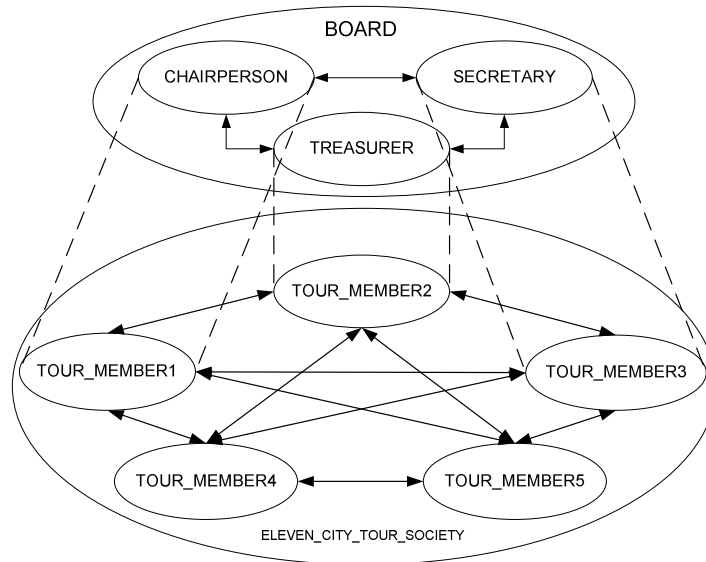 BOARD
CHAIRPERSON
SECRETARY
TREASURER
TOUR_MEMBER2
TOUR_MEMBER1
TOUR_MEMBER3
TOUR_MEMBER4
TOUR_MEMBER5
ELEVEN_CITY_TOUR_SOCIETY